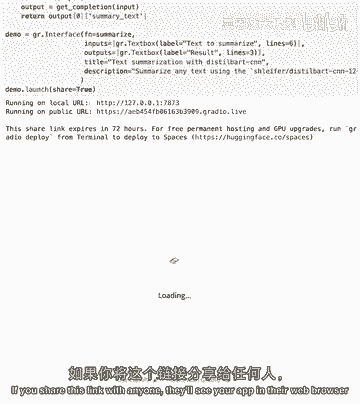 output = get_completion(input)
return output[0]['summary_text']
demo = gr.Interface(fn=summarize,
inputs=[gr.Textbox(label="Text to summarize", lines=6)],
outputs=[gr.Textbox(label="Result", lines=3)],
title="Text summarization with distilbart-cnn",
description="Summarize any text using the `shleifer/distilbart-cnn-12-
)
demo.launch(share=True)
Running on local URL: http://127.0.0.1:7873
Running on public URL: https://aeb454fb06163b3909.gradio.live
This share link expires in 72 hours. For free permanent hosting and GPU upgrades, run `gr
adio deploy` from Terminal to deploy to Spaces (https://huggingface.co/spaces)
Loading...
如果你将这个链接分享给任何人，
If you share this link with anyone, they'll see your app in their web browser